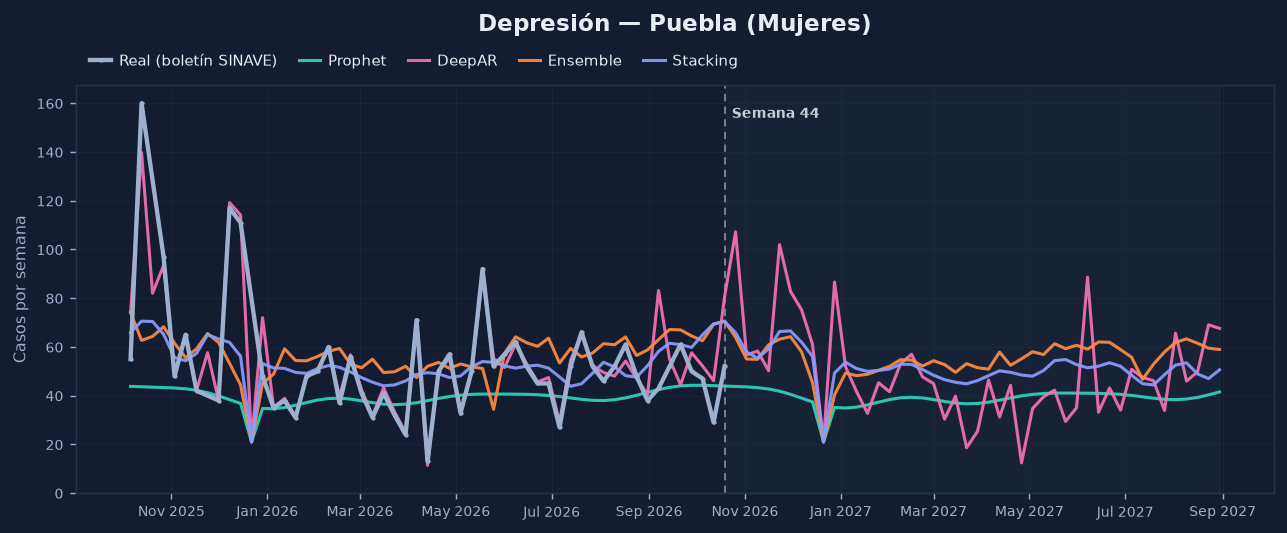 Depresión — Puebla (Mujeres)
Real (boletín SINAVE) Prophet DeepAR Ensemble Stacking
Semana 44
Casos por semana
160
140
120
100
80
60
40
20
0
Nov 2025 Jan 2026 Mar 2026 May 2026 Jul 2026 Sep 2026 Nov 2026 Jan 2027 Mar 2027 May 2027 Jul 2027 Sep 2027